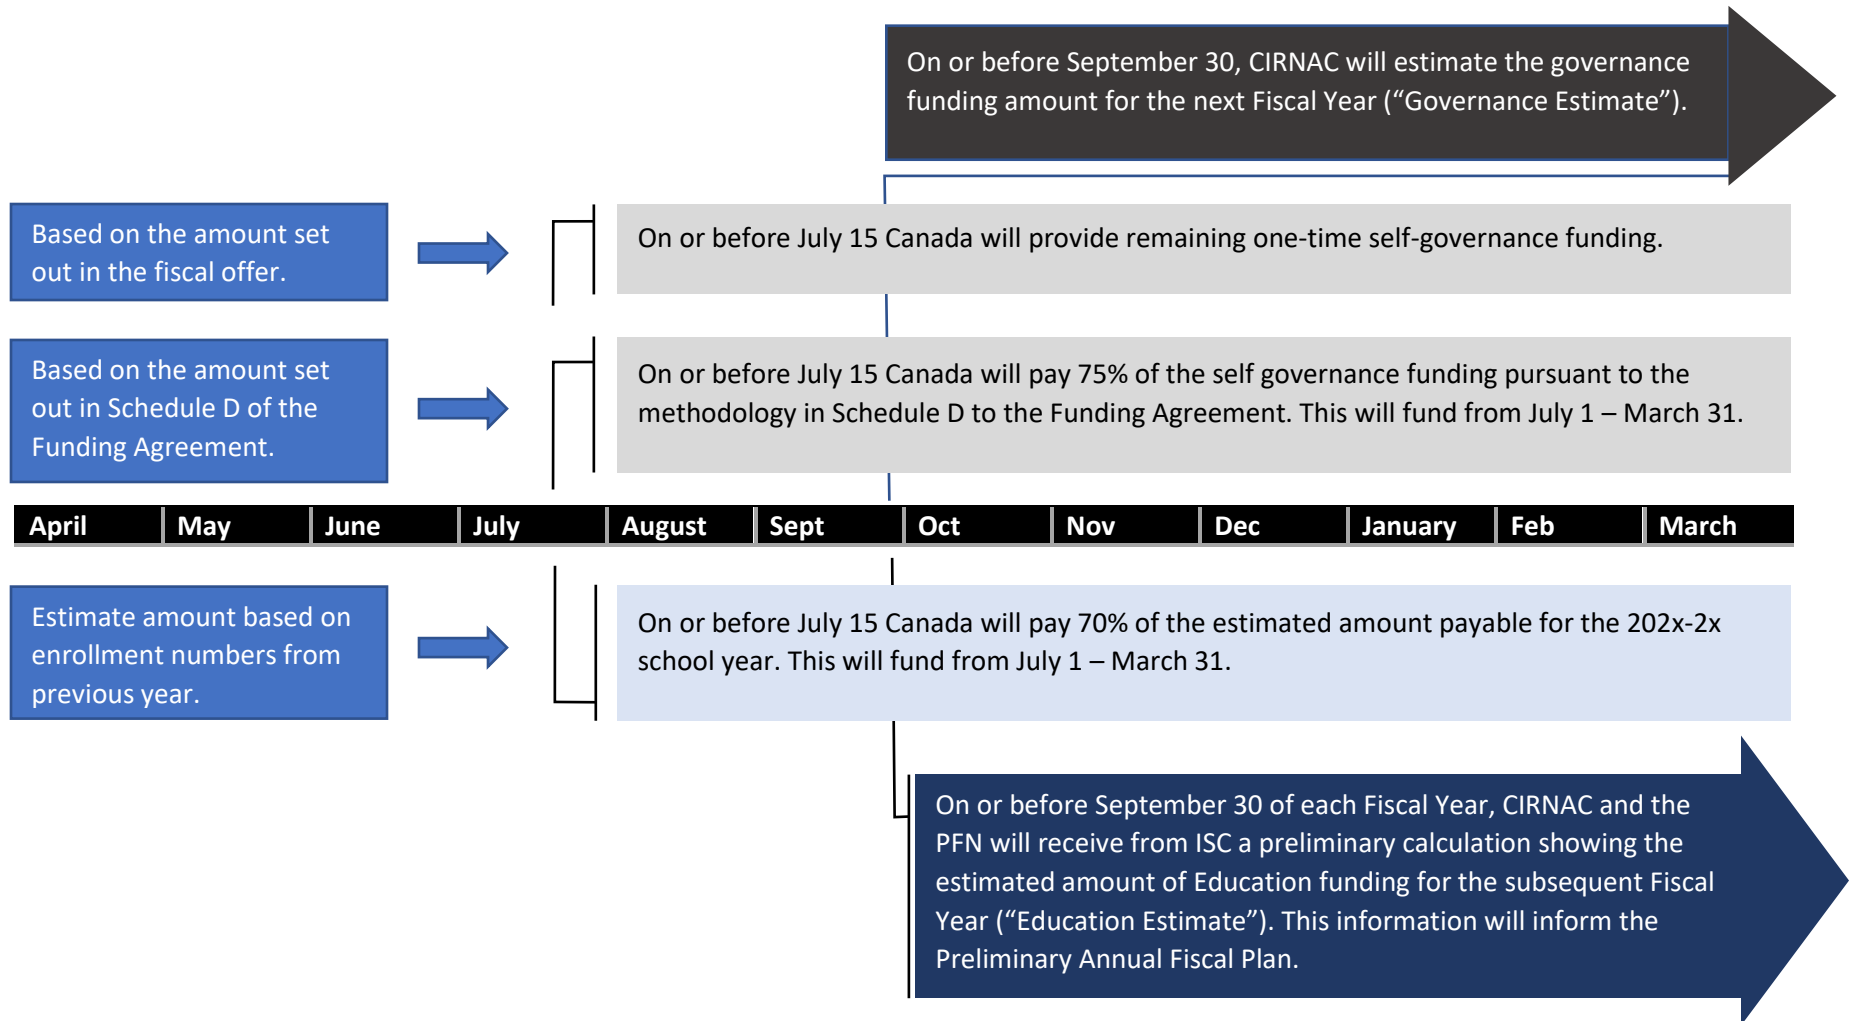 On or before September 30, CIRNAC will estimate the governance
funding amount for the next Fiscal Year (“Governance Estimate”).
Based on the amount set
out in the fiscal offer.
On or before July 15 Canada will provide remaining one-time self-governance funding.
Based on the amount set
out in Schedule D of the
Funding Agreement.
On or before July 15 Canada will pay 75% of the self governance funding pursuant to the
methodology in Schedule D to the Funding Agreement. This will fund from July 1 – March 31.
April May June July August Sept Oct Nov Dec January Feb March
Estimate amount based on
enrollment numbers from
previous year.
On or before July 15 Canada will pay 70% of the estimated amount payable for the 202x-2x
school year. This will fund from July 1 – March 31.
On or before September 30 of each Fiscal Year, CIRNAC and the
PFN will receive from ISC a preliminary calculation showing the
estimated amount of Education funding for the subsequent Fiscal
Year (“Education Estimate”). This information will inform the
Preliminary Annual Fiscal Plan.